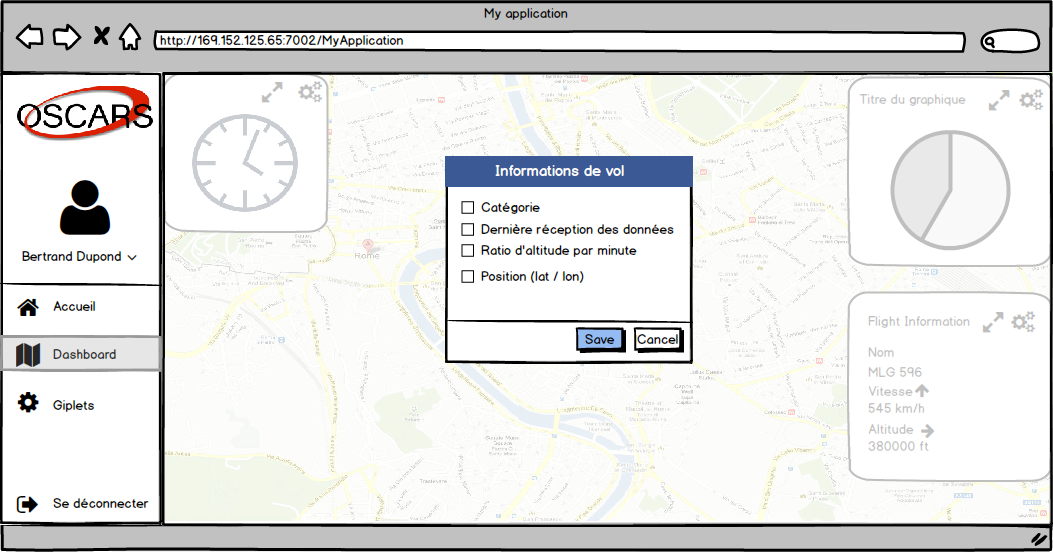 My application
http://169.152.125.65:7002/MyApplication
OSCARS
Bertrand Dupond
Accueil
Dashboard
Giplets
Se déconnecter
Rome
Informations de vol
Catégorie
Dernière réception des données
Ratio d'altitude par minute
Position (lat / lon)
Save
Cancel
Titre du graphique
Flight Information
Nom
MLG 596
Vitesse
545 km/h
Altitude
380000 ft